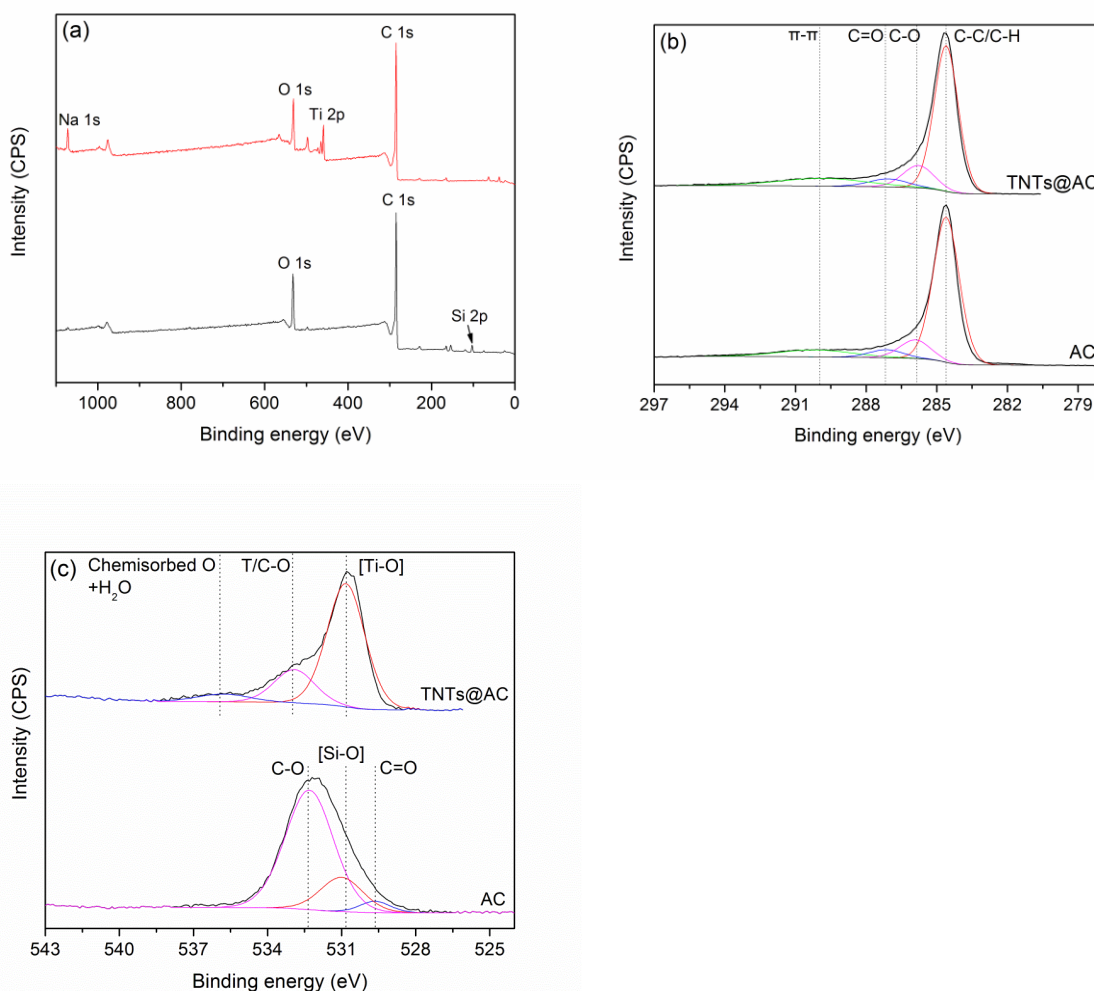 (a)
C 1s
O 1s
Ti 2p
Na 1s
C 1s
O 1s
Si 2p
1000 800 600 400 200 0
Binding energy (eV)
Intensity (CPS)
(b)
π-π C=O C-O C-C/C-H
TNTs@AC
AC
297 294 291 288 285 282 279
Binding energy (eV)
Intensity (CPS)
(c)
Chemisorbed O T/C-O [Ti-O]
+H₂O
TNTs@AC
[Si-O]
C-O C=O
AC
543 540 537 534 531 528 525
Binding energy (eV)
Intensity (CPS)